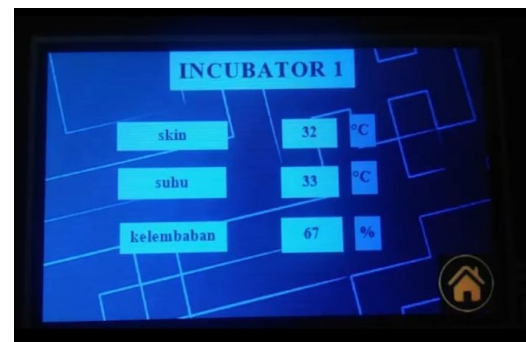 INCUBATOR 1
skin 32 °C
suhu 33 °C
kelembaban 67 %